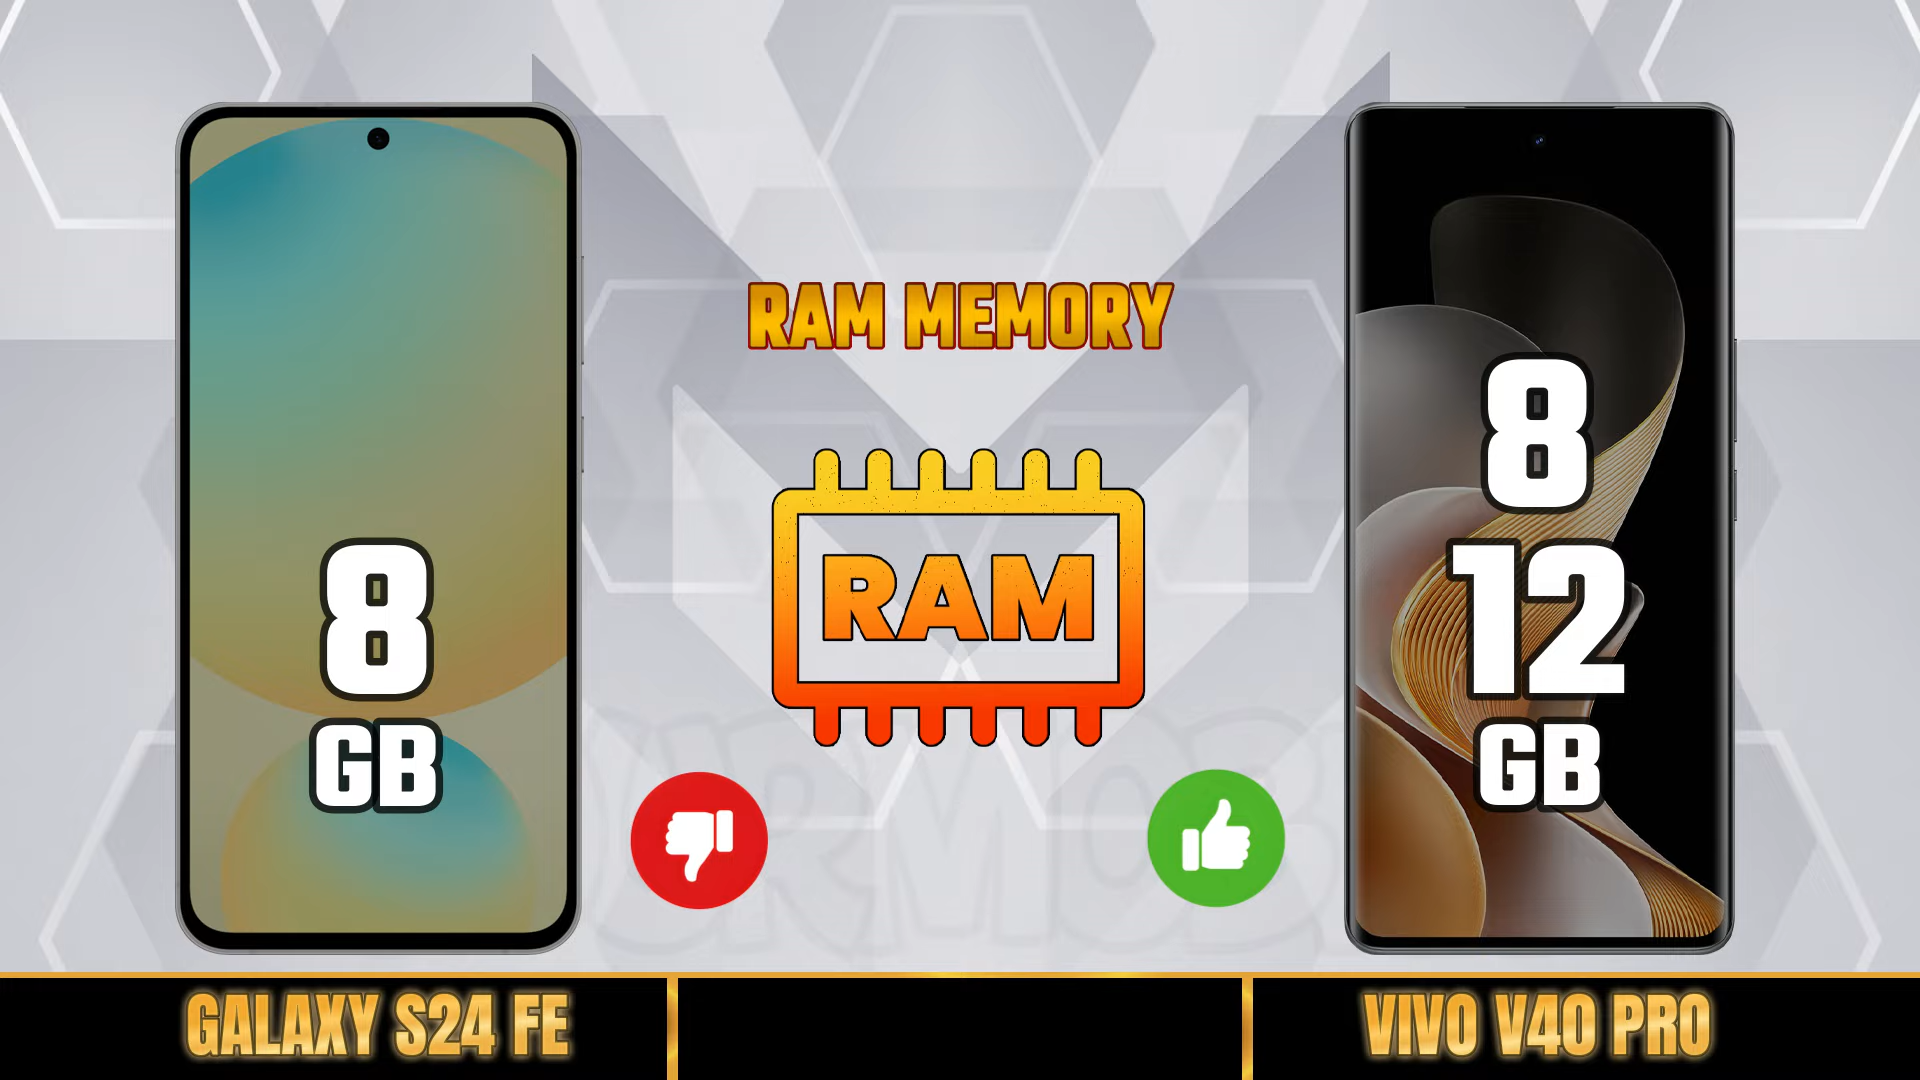 RAM MEMORY
8
GB
RAM
8
12
GB
GALAXY S24 FE
VIVO V40 PRO